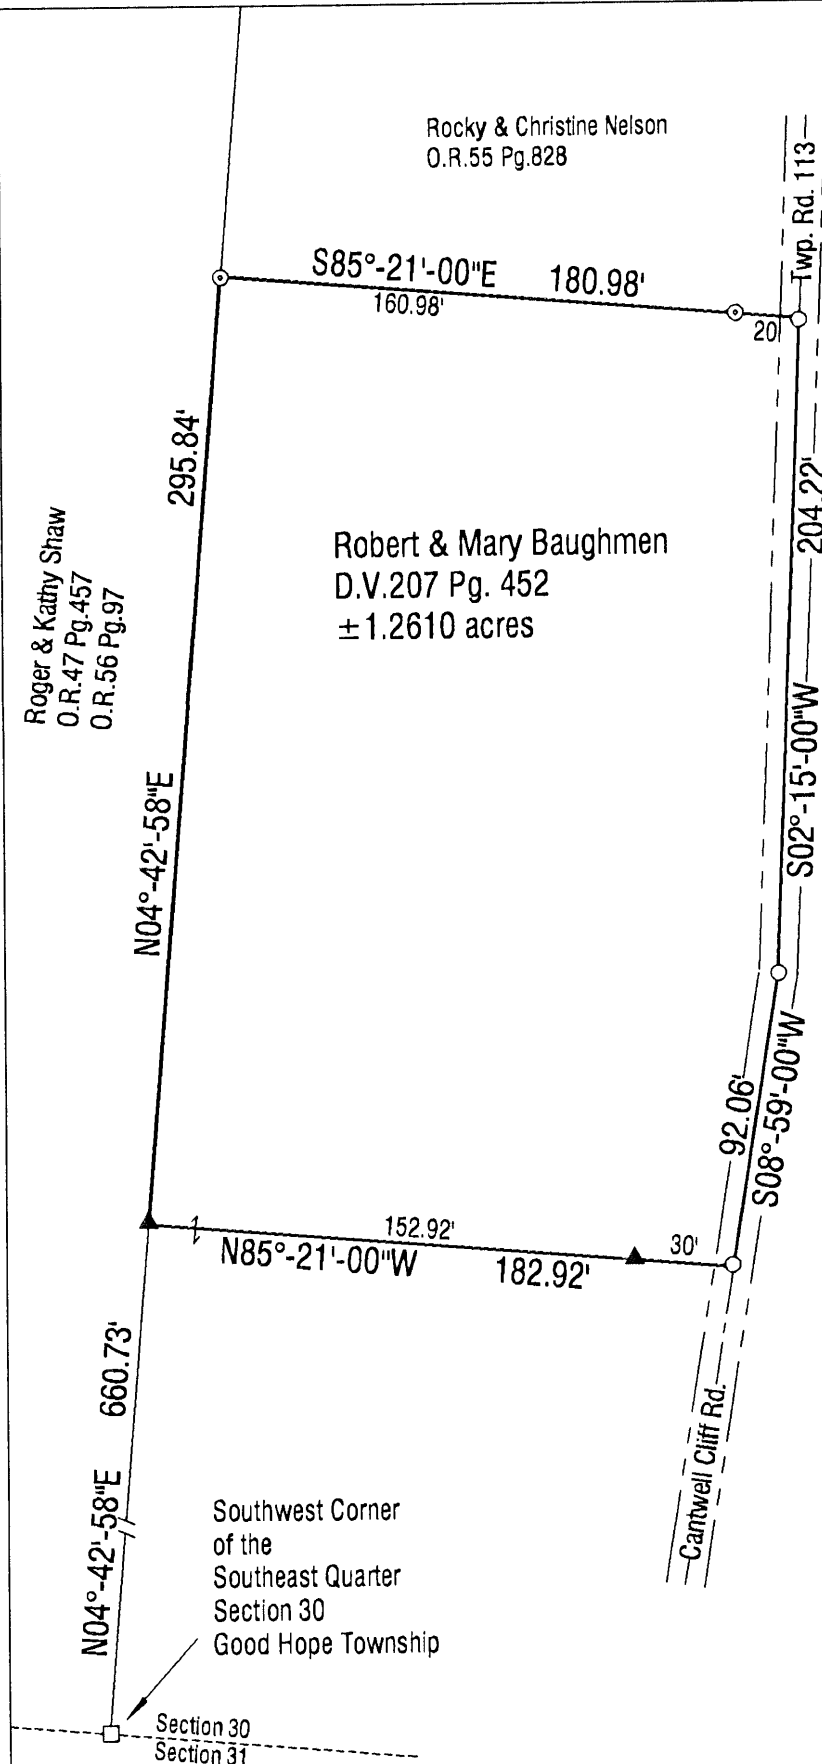 Rocky & Christine Nelson
O.R.55 Pg.828
Twp. Rd. 113
S85°-21'-00"E 180.98'
160.98'
20'
295.84'
204.22'
Robert & Mary Baughmen
D.V.207 Pg. 452
±1.2610 acres
Roger & Kathy Shaw
O.R.47 Pg.457
O.R.56 Pg.97
S02°-15'-00"W
N04°-42'-58"E
92.06'
S08°-59'-00"W
152.92'
30'
N85°-21'-00"W 182.92'
660.73'
Cantwell Cliff Rd.
N04°-42'-58"E
Southwest Corner
of the
Southeast Quarter
Section 30
Good Hope Township
Section 30
Section 31